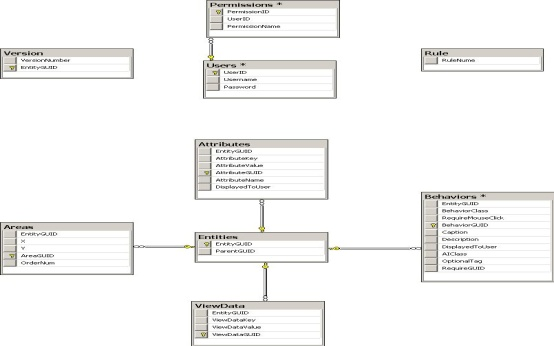 Permissions *
PermissionID
UserID
PermissionName
Version
VersionNumber
EntityGUID
Users *
UserID
Username
Password
Rule
RuleName
Attributes
EntityGUID
AttributeKey
AttributeValue
AttributeGUID
AttributeName
DisplayedToUser
Behaviors *
EntityGUID
BehaviorClass
RequireMouseClick
BehaviorGUID
Caption
Description
DisplayedToUser
AIClass
OptionalTag
RequireGUID
Areas
EntityGUID
X
Y
AreaGUID
OrderNum
Entities
EntityGUID
ParentGUID
ViewData
EntityGUID
ViewDataKey
ViewDataValue
ViewDataGUID